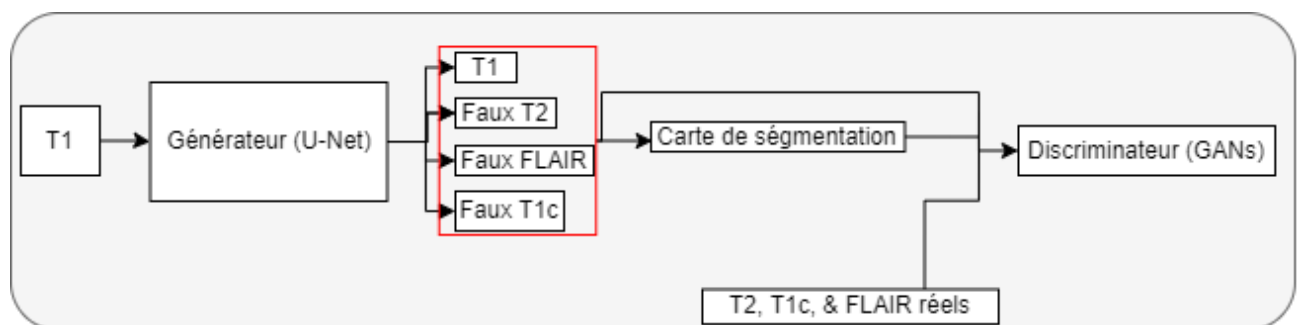 T1
Générateur (U-Net)
T1
Faux T2
Faux FLAIR
Faux T1c
Carte de ségmentation
Discriminateur (GANs)
T2, T1c, & FLAIR réels